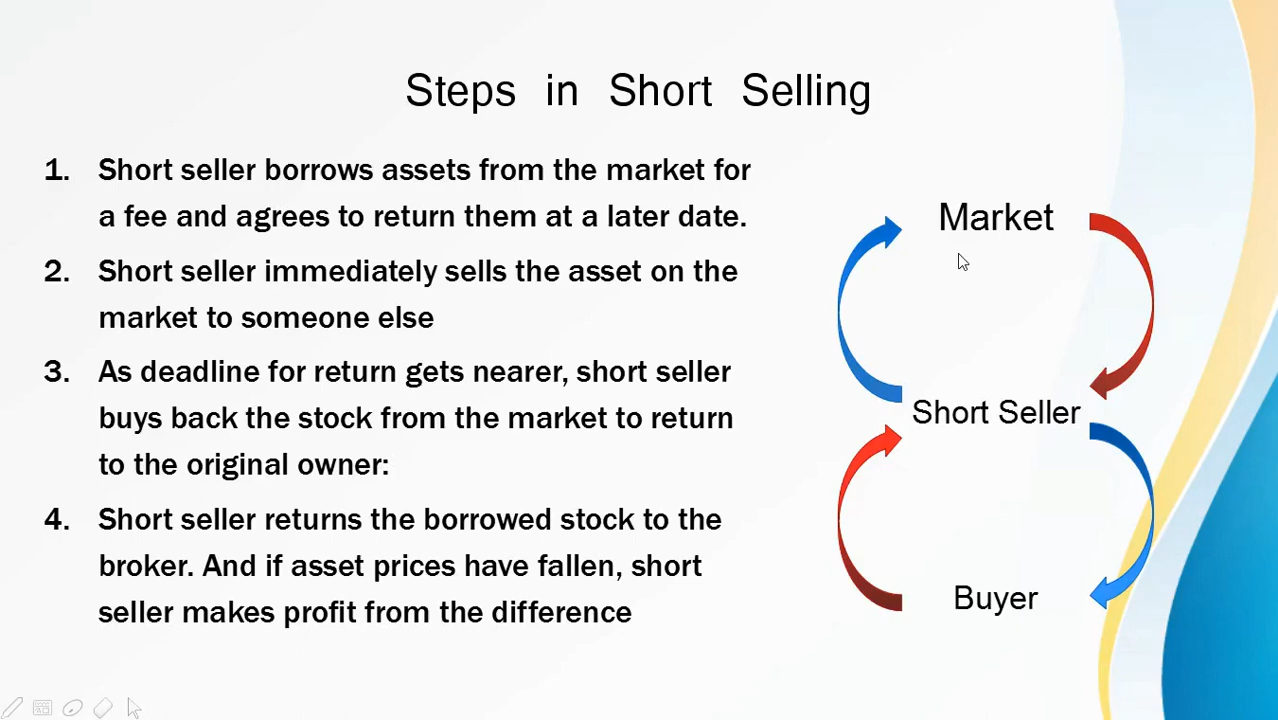 Steps in Short Selling
1. Short seller borrows assets from the market for
a fee and agrees to return them at a later date.
2. Short seller immediately sells the asset on the
market to someone else
3. As deadline for return gets nearer, short seller
buys back the stock from the market to return
to the original owner:
4. Short seller returns the borrowed stock to the
broker. And if asset prices have fallen, short
seller makes profit from the difference
Market
Short Seller
Buyer